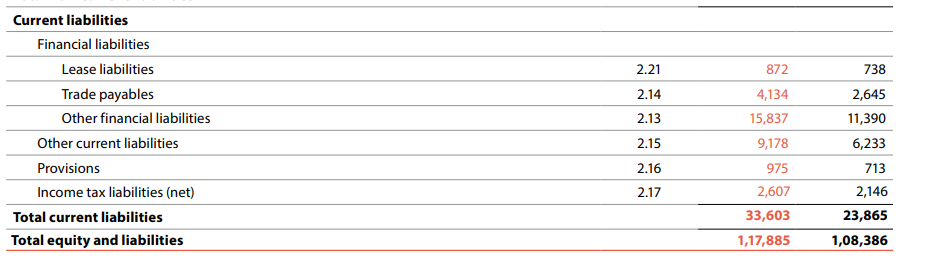 Current liabilities
Financial liabilities
Lease liabilities 2.21 872 738
Trade payables 2.14 4,134 2,645
Other financial liabilities 2.13 15,837 11,390
Other current liabilities 2.15 9,178 6,233
Provisions 2.16 975 713
Income tax liabilities (net) 2.17 2,607 2,146
Total current liabilities 33,603 23,865
Total equity and liabilities 1,17,885 1,08,386